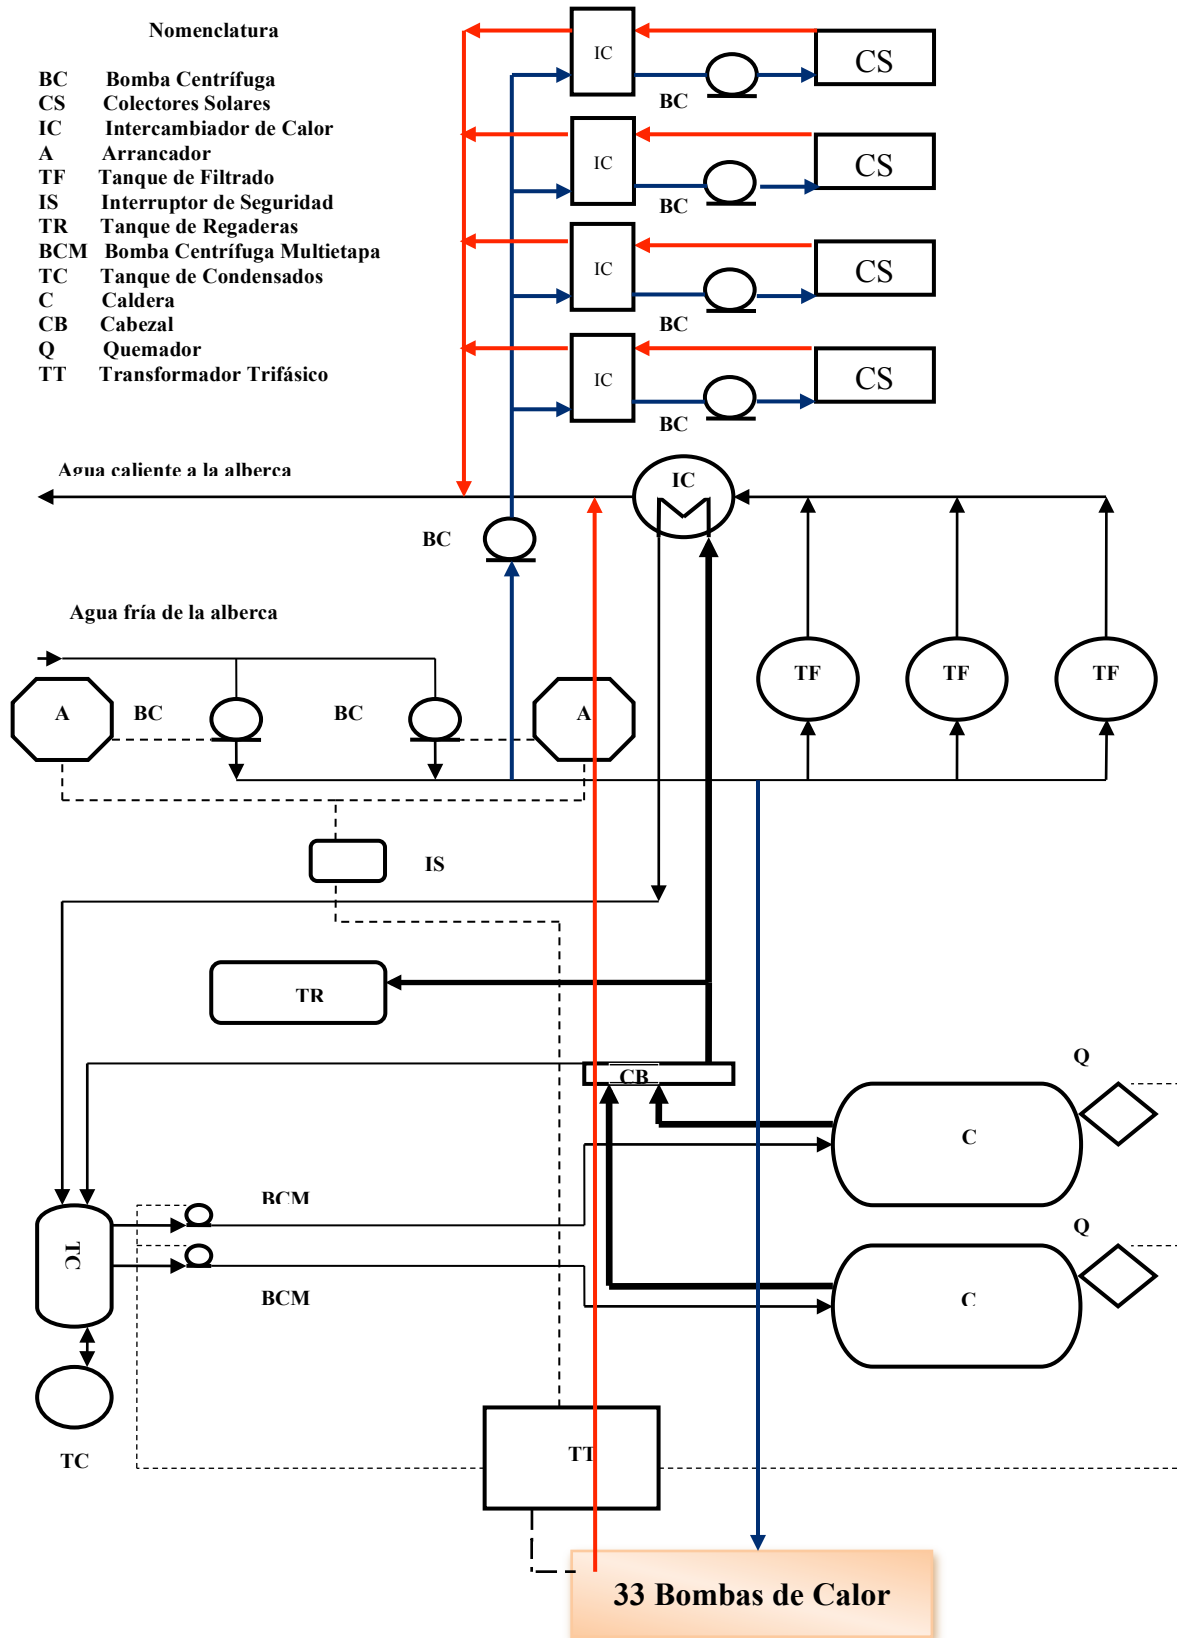 Nomenclatura
BC Bomba Centrífuga
CS Colectores Solares
IC Intercambiador de Calor
A Arrancador
TF Tanque de Filtrado
IS Interruptor de Seguridad
TR Tanque de Regaderas
BCM Bomba Centrífuga Multietapa
TC Tanque de Condensados
C Caldera
CB Cabezal
Q Quemador
TT Transformador Trifásico
IC
CS
BC
IC
CS
BC
IC
CS
BC
IC
CS
BC
Agua caliente a la alberca
IC
BC
Agua fría de la alberca
A
BC
BC
A
TF
TF
TF
IS
TR
CB
Q
C
BCM
TC
Q
C
BCM
TC
TT
33 Bombas de Calor